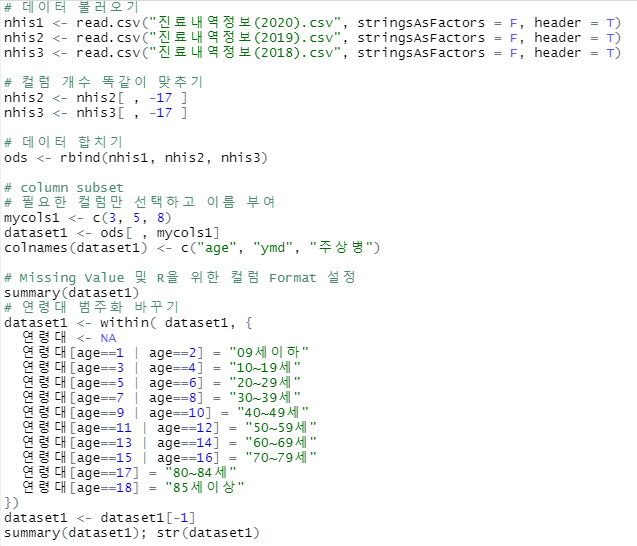 # 데이터 불러오기
nhis1 <- read.csv("진료내역정보(2020).csv", stringsAsFactors = F, header = T)
nhis2 <- read.csv("진료내역정보(2019).csv", stringsAsFactors = F, header = T)
nhis3 <- read.csv("진료내역정보(2018).csv", stringsAsFactors = F, header = T)

# 컬럼 개수 똑같이 맞추기
nhis2 <- nhis2[ , -17 ]
nhis3 <- nhis3[ , -17 ]

# 데이터 합치기
ods <- rbind(nhis1, nhis2, nhis3)

# column subset
# 필요한 컬럼만 선택하고 이름 부여
mycols1 <- c(3, 5, 8)
dataset1 <- ods[ , mycols1]
colnames(dataset1) <- c("age", "ymd", "주상병")

# Missing Value 및 R을 위한 컬럼 Format 설정
summary(dataset1)
# 연령대 범주화 바꾸기
dataset1 <- within( dataset1, {
  연령대 <- NA
  연령대[age==1 | age==2] = "09세이하"
  연령대[age==3 | age==4] = "10~19세"
  연령대[age==5 | age==6] = "20~29세"
  연령대[age==7 | age==8] = "30~39세"
  연령대[age==9 | age==10] = "40~49세"
  연령대[age==11 | age==12] = "50~59세"
  연령대[age==13 | age==14] = "60~69세"
  연령대[age==15 | age==16] = "70~79세"
  연령대[age==17] = "80~84세"
  연령대[age==18] = "85세이상"
})
dataset1 <- dataset1[-1]
summary(dataset1); str(dataset1)